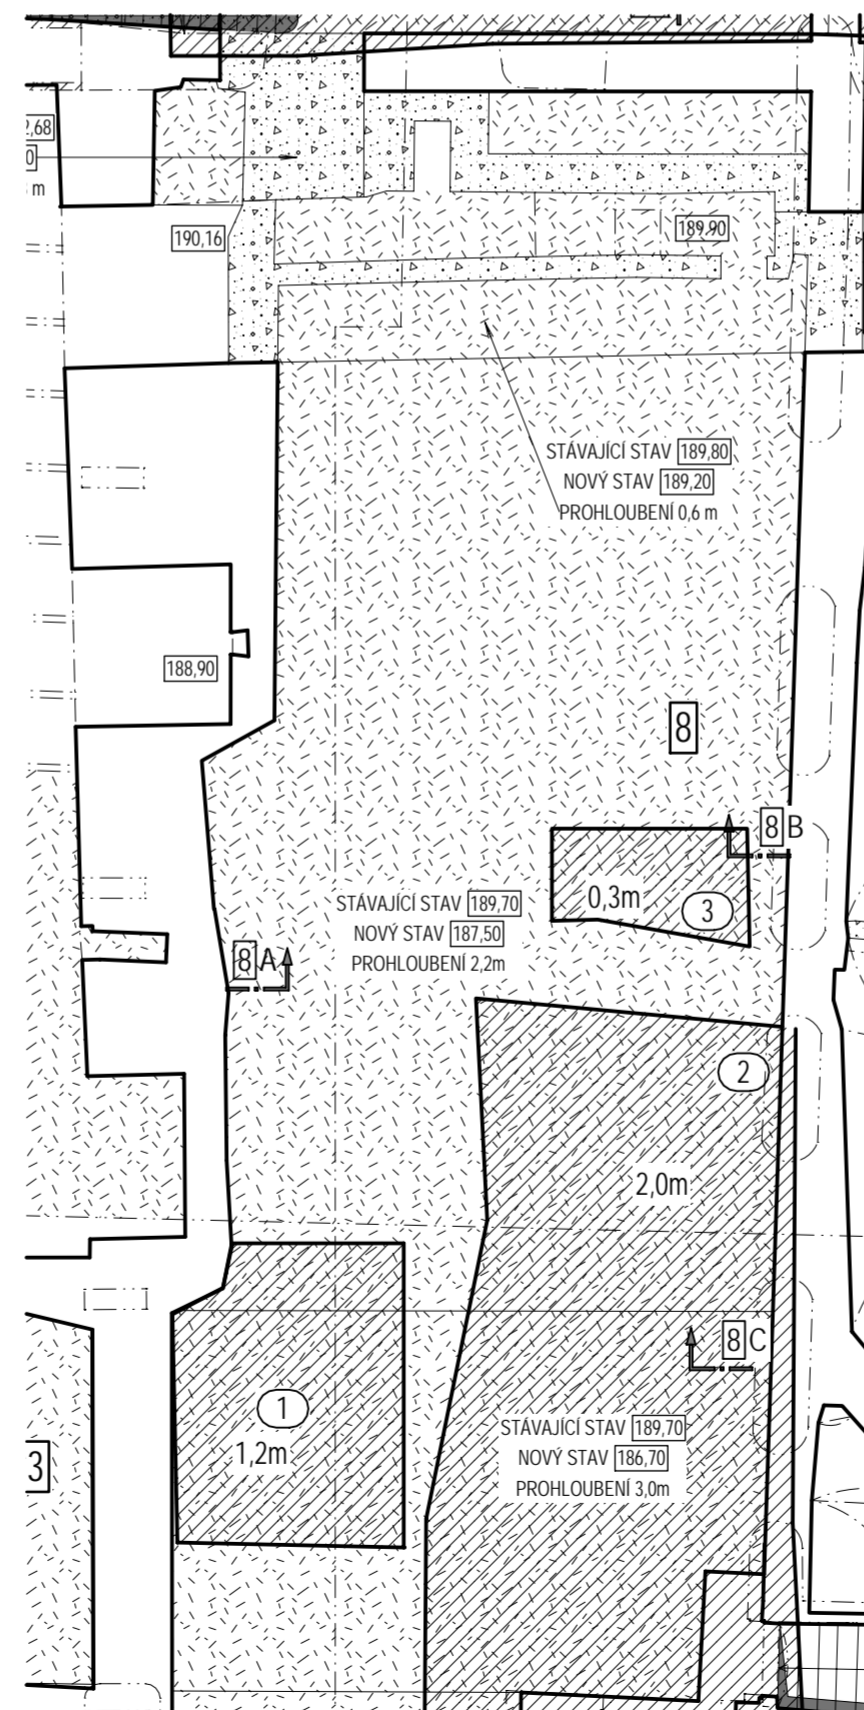 2,68
0
m
190,16
189,90
STÁVAJÍCÍ STAV 189,80
NOVÝ STAV 189,20
PROHLOUBENÍ 0,6 m
188,90
8
8 B
0,3m
3
STÁVAJÍCÍ STAV 189,70
NOVÝ STAV 187,50
PROHLOUBENÍ 2,2m
8 A
2
2,0m
8 C
1
1,2m
STÁVAJÍCÍ STAV 189,70
NOVÝ STAV 186,70
PROHLOUBENÍ 3,0m
3